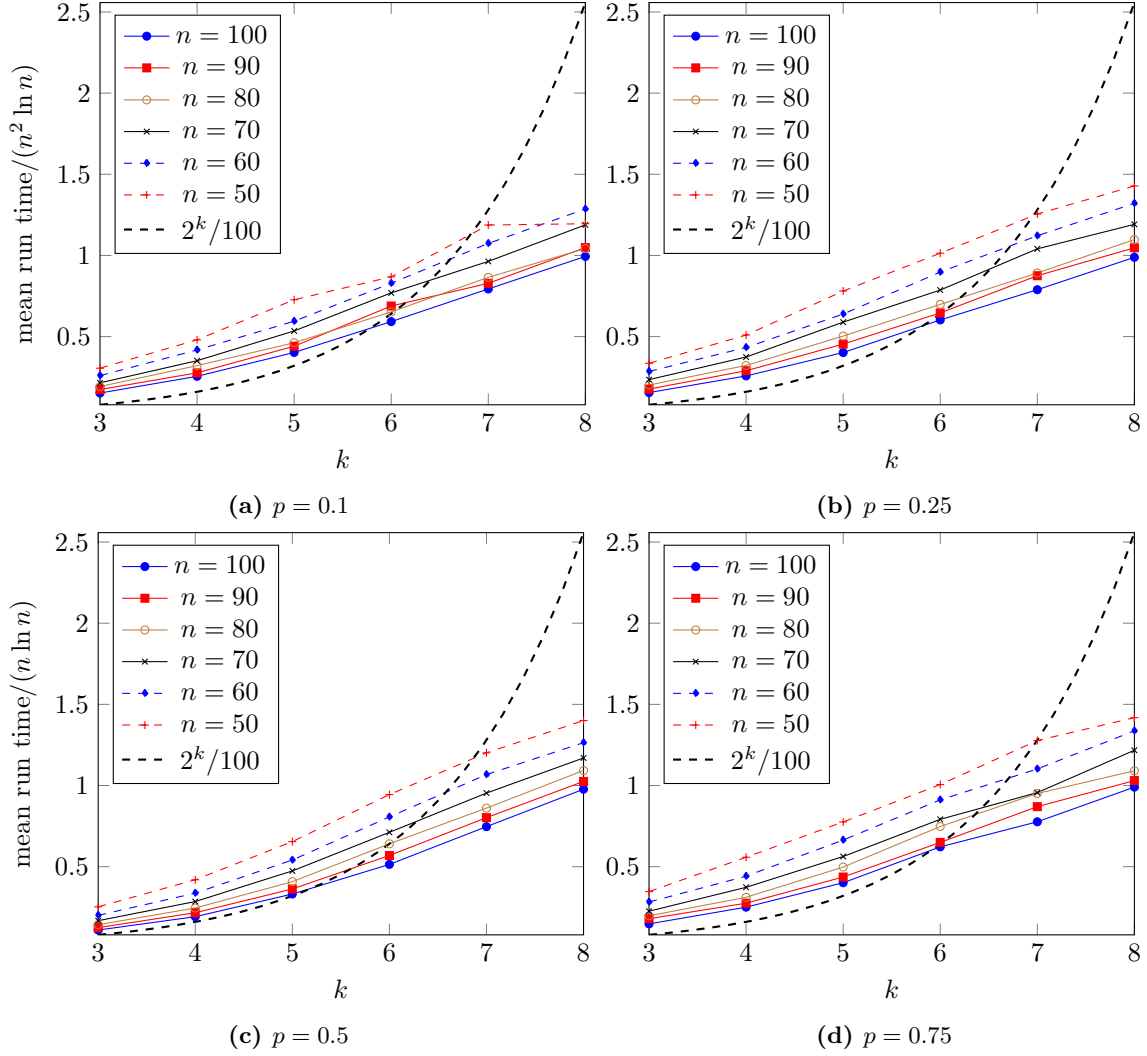 mean run time/(n² ln n)
2.5
2
1.5
1
0.5
n = 100
n = 90
n = 80
n = 70
n = 60
n = 50
2ᵏ/100
3 4 5 6 7 8
k
(a) p = 0.1
2.5
2
1.5
1
0.5
n = 100
n = 90
n = 80
n = 70
n = 60
n = 50
2ᵏ/100
3 4 5 6 7 8
k
(b) p = 0.25
mean run time/(n ln n)
2.5
2
1.5
1
0.5
n = 100
n = 90
n = 80
n = 70
n = 60
n = 50
2ᵏ/100
3 4 5 6 7 8
k
(c) p = 0.5
2.5
2
1.5
1
0.5
n = 100
n = 90
n = 80
n = 70
n = 60
n = 50
2ᵏ/100
3 4 5 6 7 8
k
(d) p = 0.75